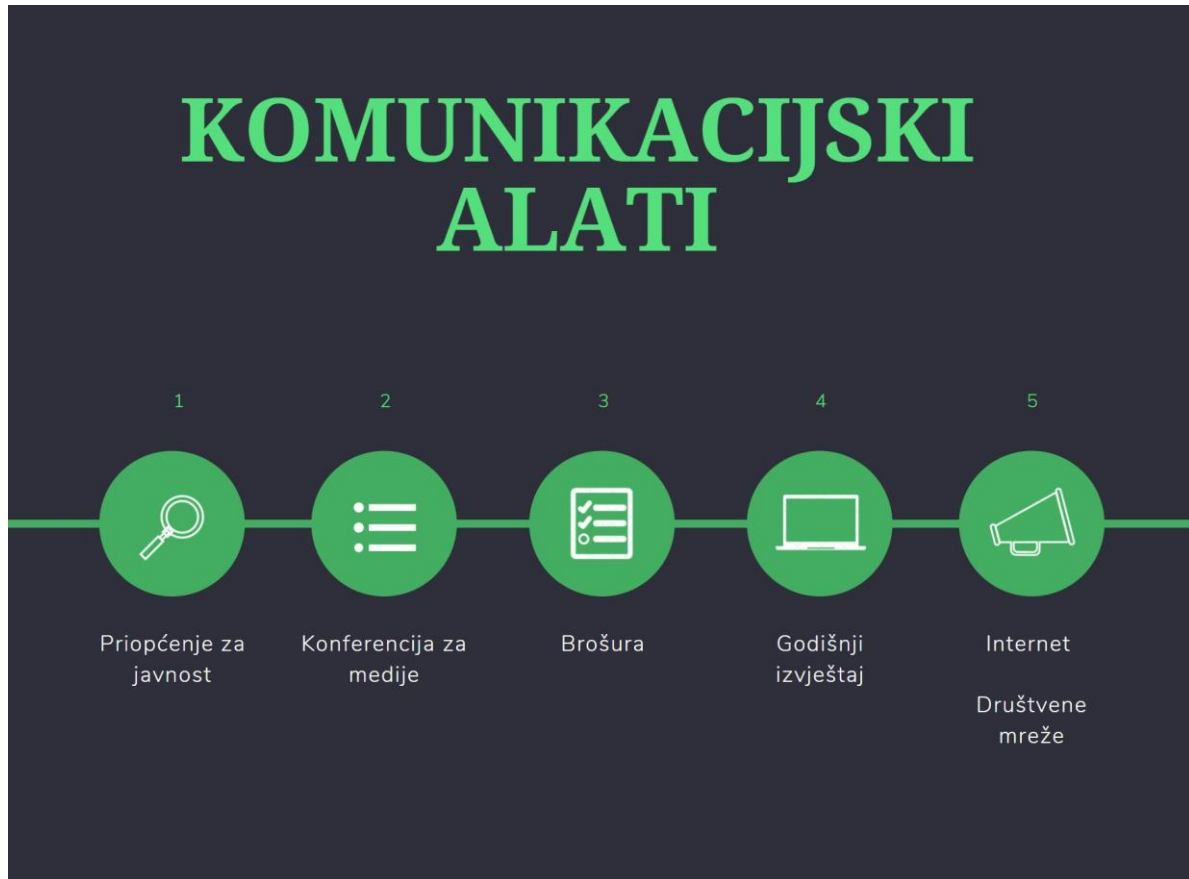 KOMUNIKACIJSKI
ALATI
1
2
3
4
5
Priopćenje za
javnost
Konferencija za
medije
Brošura
Godišnji
izvještaj
Internet
Društvene
mreže